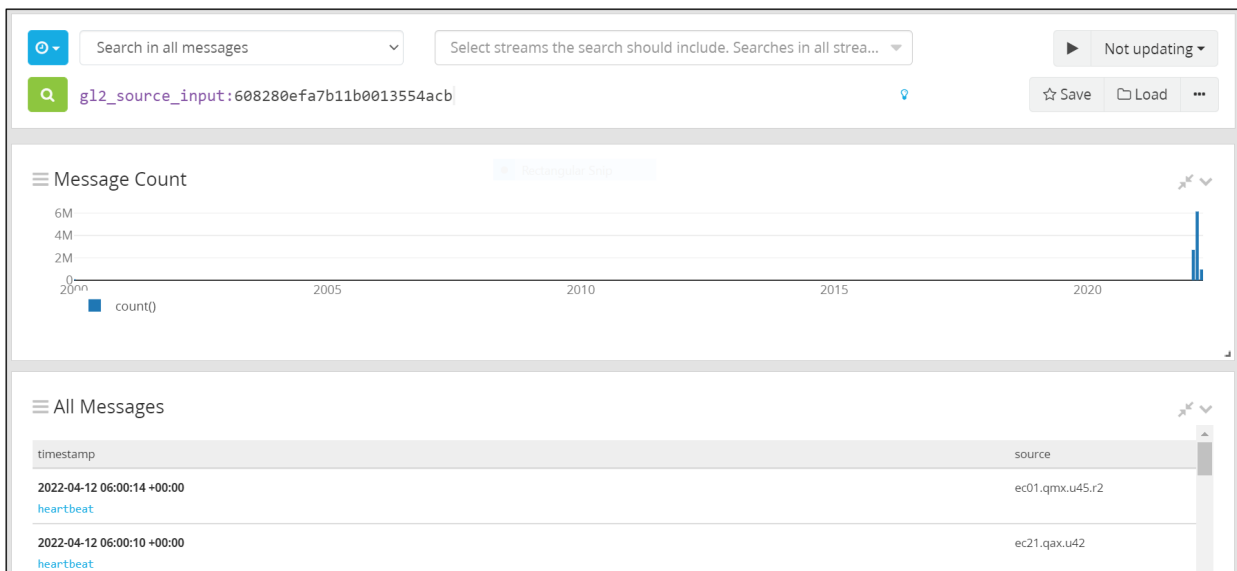 Search in all messages
Select streams the search should include. Searches in all strea...
Not updating
gl2_source_input:608280efa7b11b0013554acb
Save
Load
Message Count
Rectangular Snip
6M
4M
2M
0
2000 2005 2010 2015 2020
count()
All Messages
timestamp source
2022-04-12 06:00:14 +00:00 ec01.qmx.u45.r2
heartbeat
2022-04-12 06:00:10 +00:00 ec21.qax.u42
heartbeat